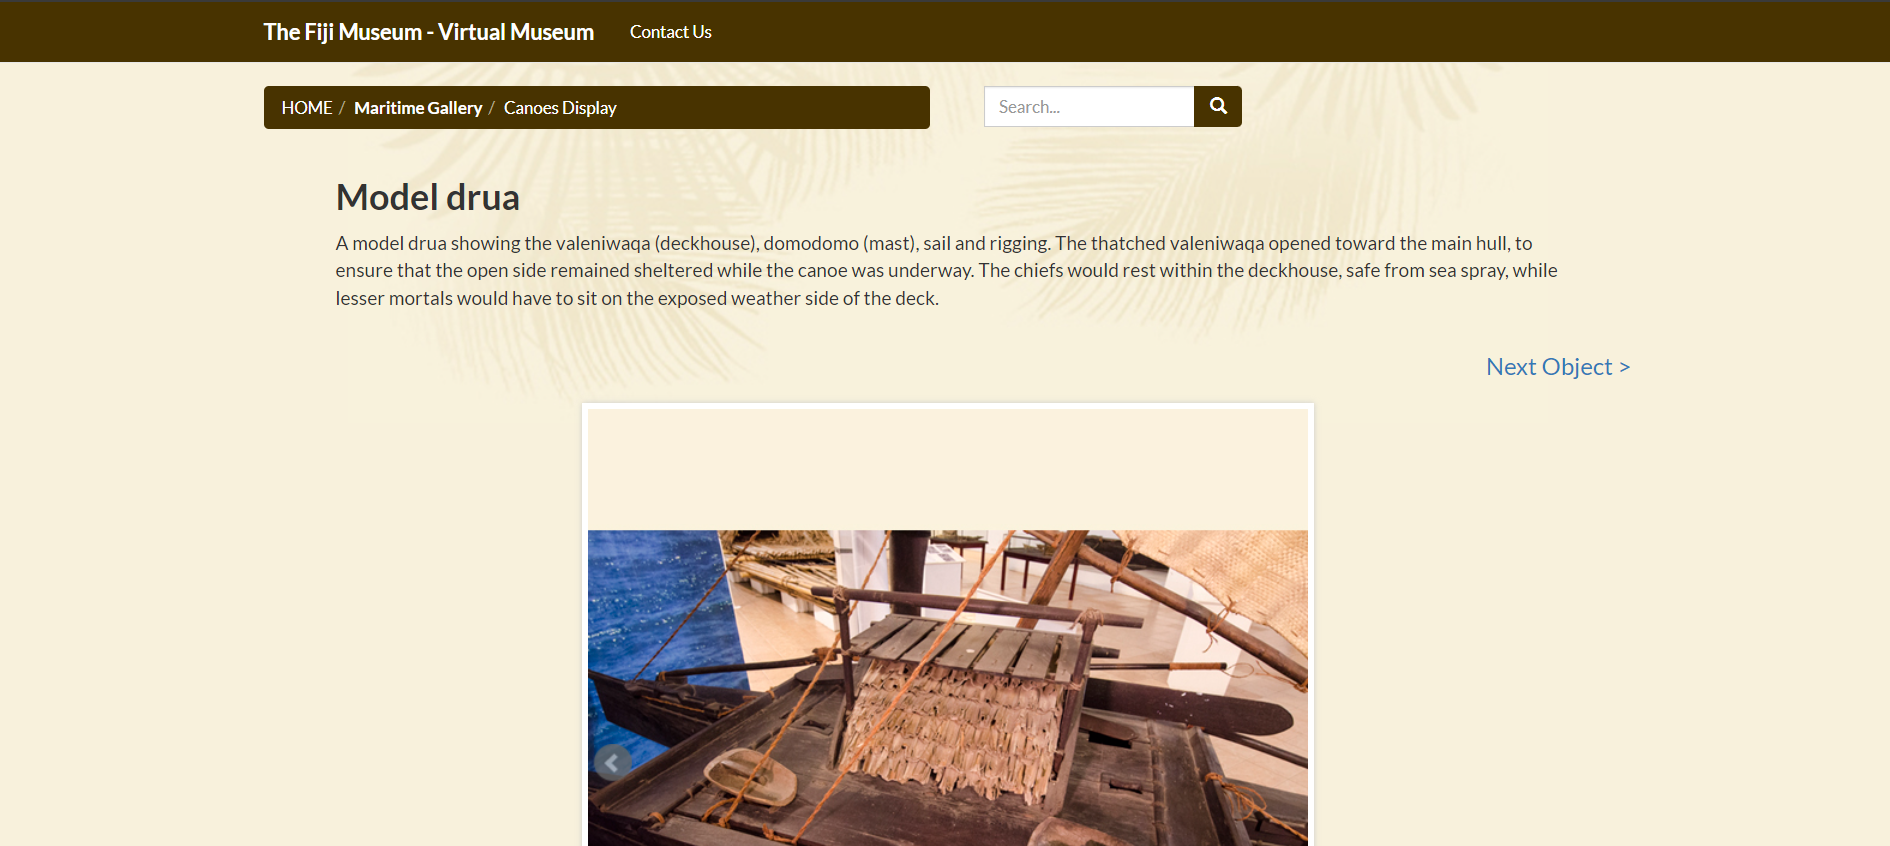 The Fiji Museum - Virtual Museum Contact Us
HOME / Maritime Gallery / Canoes Display
Search...
Model drua
A model drua showing the valeniwaqa (deckhouse), domodomo (mast), sail and rigging. The thatched valeniwaqa opened toward the main hull, to
ensure that the open side remained sheltered while the canoe was underway. The chiefs would rest within the deckhouse, safe from sea spray, while
lesser mortals would have to sit on the exposed weather side of the deck.
Next Object >